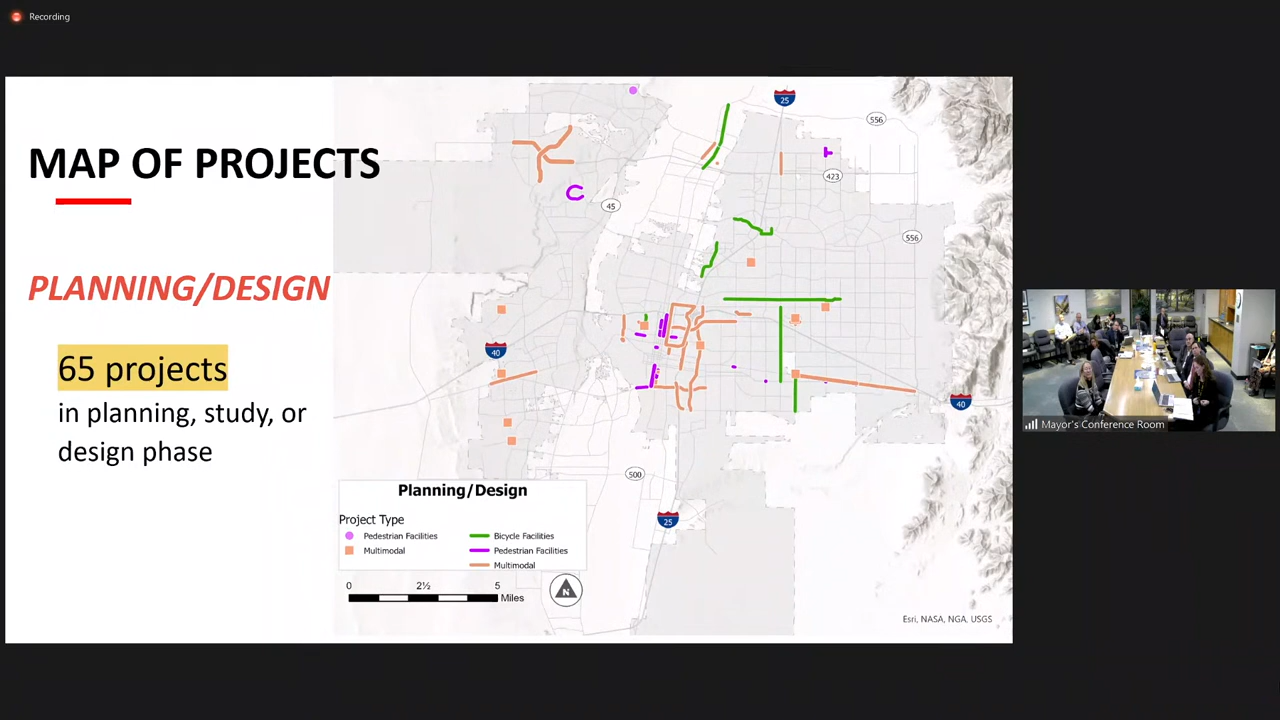 Recording
MAP OF PROJECTS
PLANNING/DESIGN
65 projects
in planning, study, or
design phase
25
556
423
45
556
40
40
500
25
Planning/Design
Project Type
Pedestrian Facilities
Multimodal
Bicycle Facilities
Pedestrian Facilities
Multimodal
0 2½ 5
Miles
N
Esri, NASA, NGA, USGS
Mayor's Conference Room